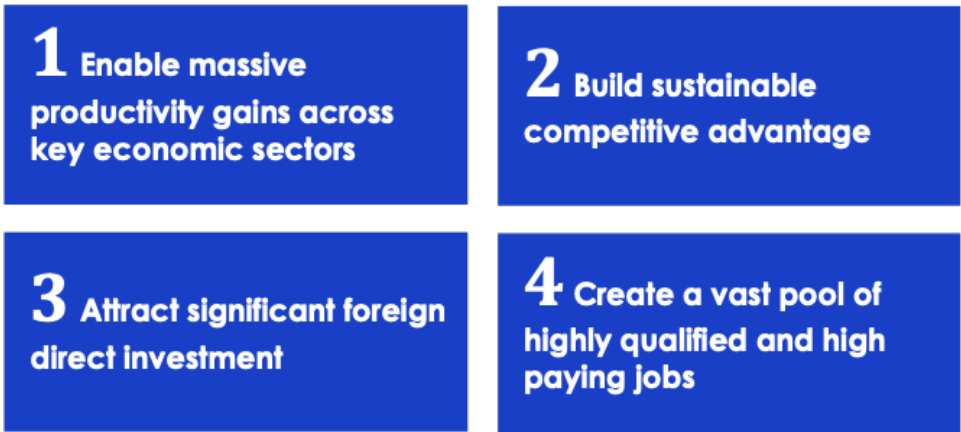 1 Enable massive
productivity gains across
key economic sectors
2 Build sustainable
competitive advantage
3 Attract significant foreign
direct investment
4 Create a vast pool of
highly qualified and high
paying jobs